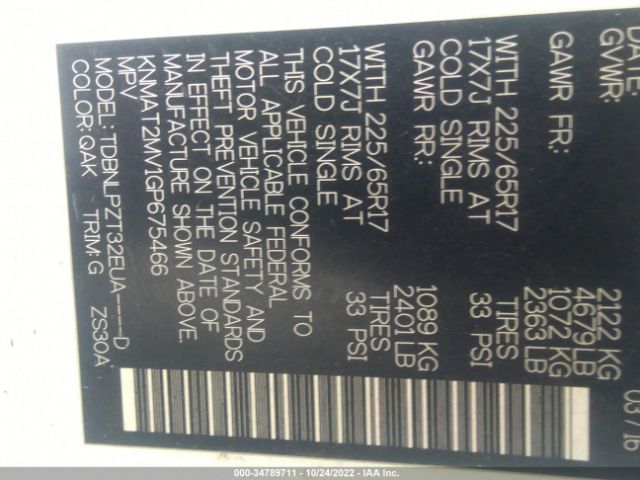 DATE: 03/16
GVWR: 2122 KG
4679 LB
GAWR FR: 1072 KG
2363 LB
WITH 225/65R17 TIRES
17X7J RIMS AT 33 PSI
COLD SINGLE
GAWR RR: 1089 KG
2401 LB
WITH 225/65R17 TIRES
17X7J RIMS AT 33 PSI
COLD SINGLE
THIS VEHICLE CONFORMS TO
ALL APPLICABLE FEDERAL
MOTOR VEHICLE SAFETY AND
THEFT PREVENTION STANDARDS
IN EFFECT ON THE DATE OF
MANUFACTURE SHOWN ABOVE.
KNMAT2MV1GP675466
MPV
MODEL: TDBNLPZT32EUA----D
COLOR: QAK TRIM: G ZS30A
000-34789711 - 10/24/2022 - IAA Inc.